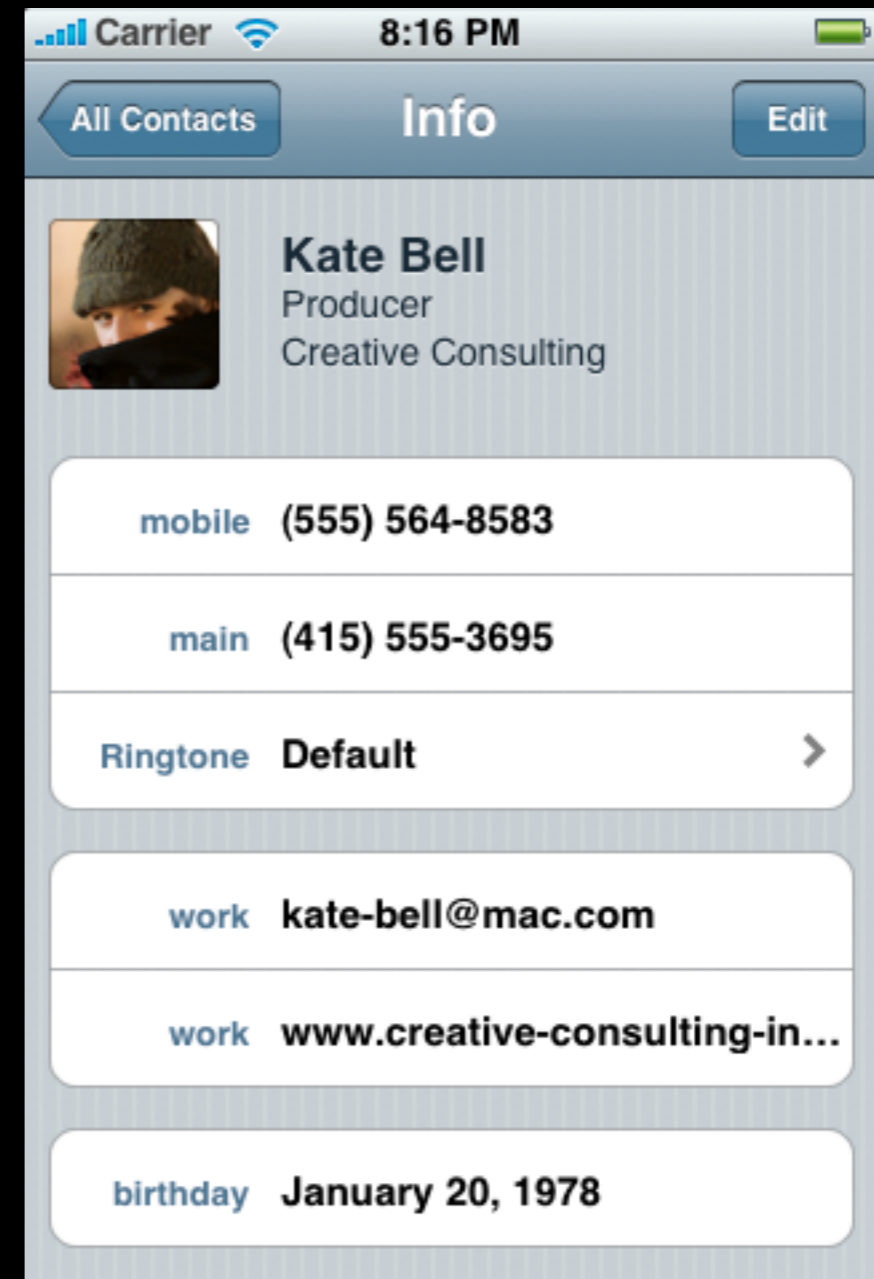 Carrier 8:16 PM
All Contacts Info Edit
Kate Bell
Producer
Creative Consulting
mobile (555) 564-8583
main (415) 555-3695
Ringtone Default
work kate-bell@mac.com
work www.creative-consulting-in...
birthday January 20, 1978